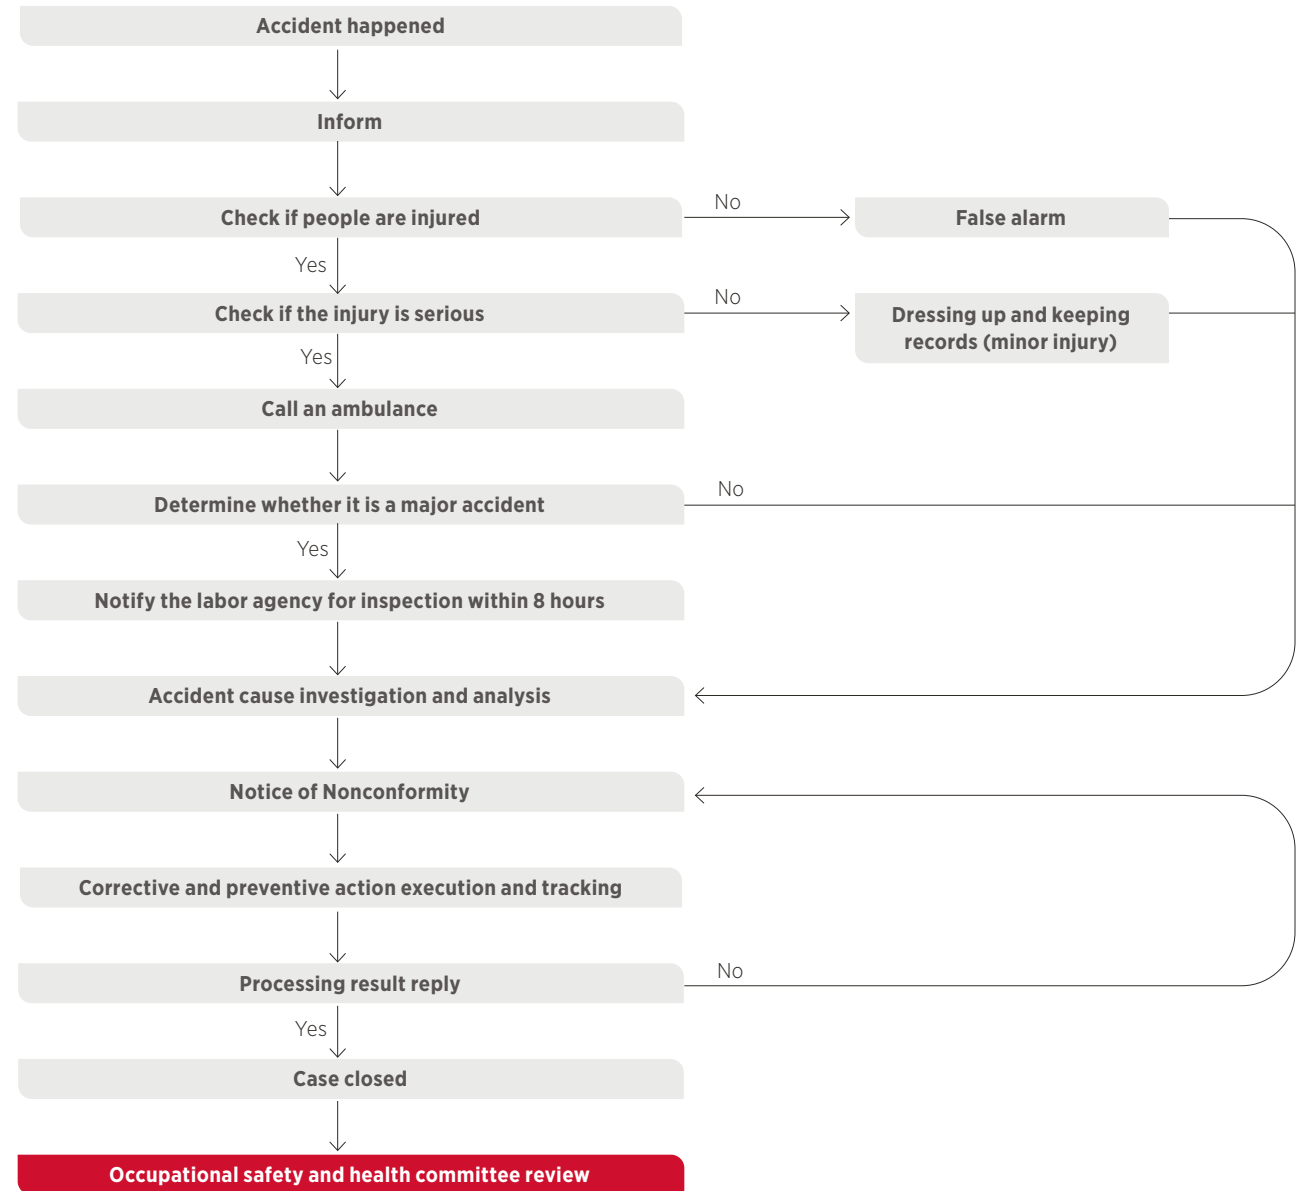 Accident happened
Inform
Check if people are injured
No
False alarm
Yes
Check if the injury is serious
No
Dressing up and keeping
records (minor injury)
Yes
Call an ambulance
Determine whether it is a major accident
No
Yes
Notify the labor agency for inspection within 8 hours
Accident cause investigation and analysis
Notice of Nonconformity
Corrective and preventive action execution and tracking
Processing result reply
No
Yes
Case closed
Occupational safety and health committee review